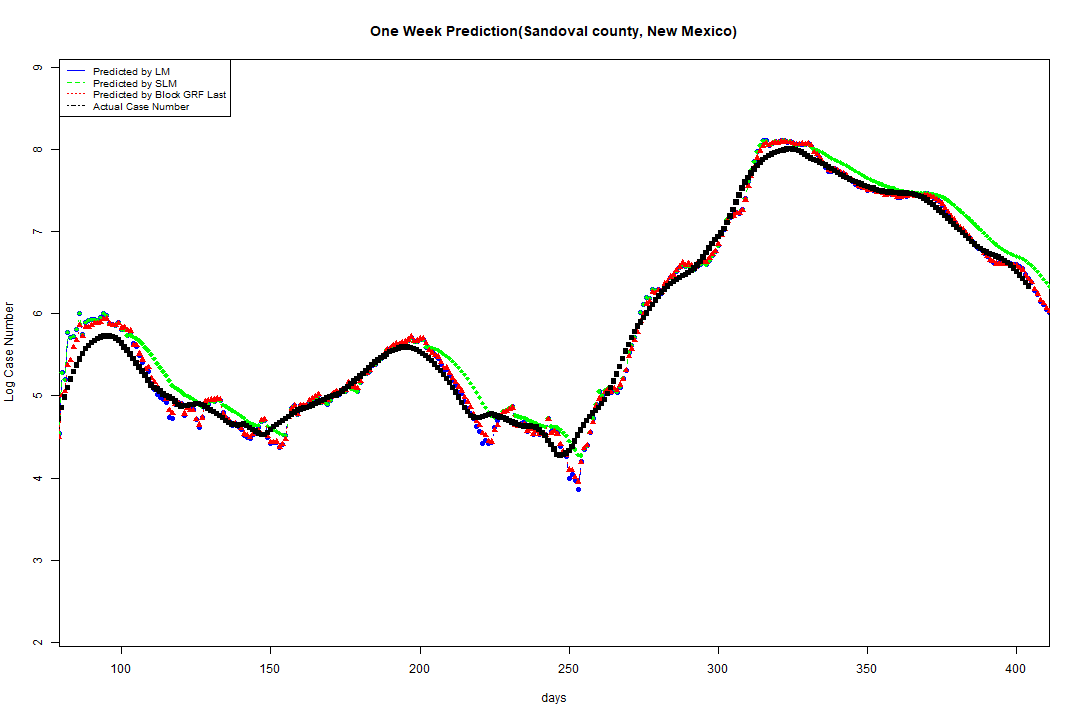 One Week Prediction(Sandoval county, New Mexico)
Predicted by LM
Predicted by SLM
Predicted by Block GRF Last
Actual Case Number
9
8
7
6
5
4
3
2
Log Case Number
100 150 200 250 300 350 400
days